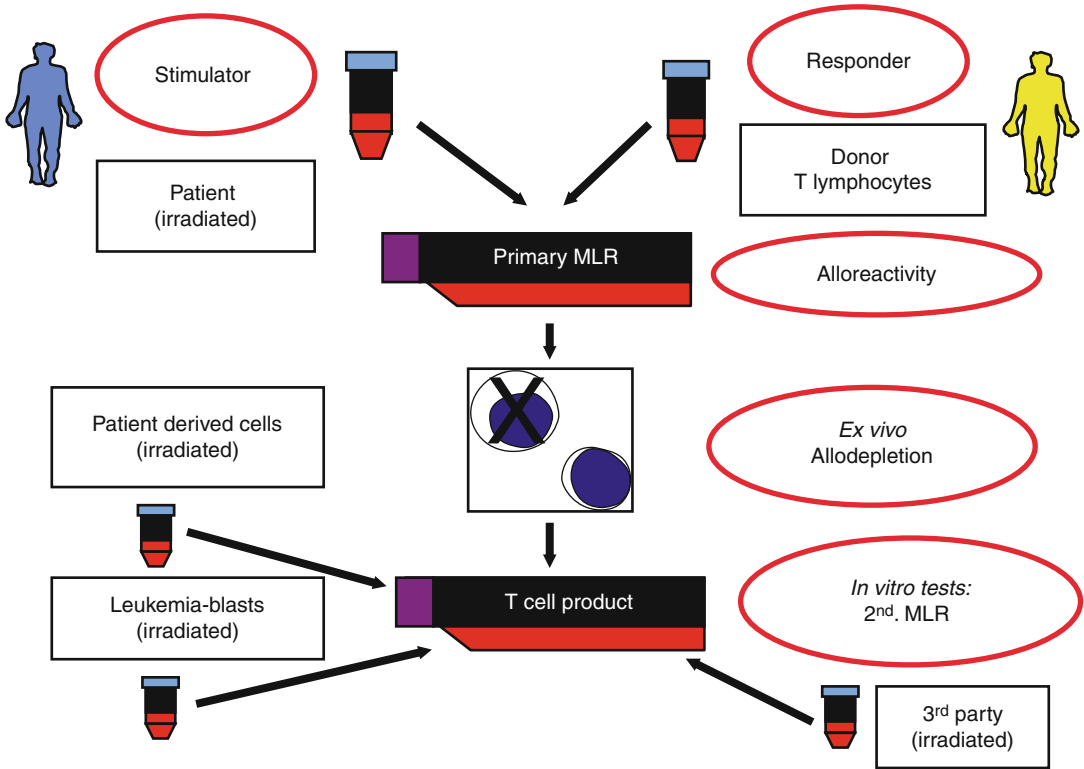 Stimulator
Responder
Patient
(irradiated)
Donor
T lymphocytes
Primary MLR
Alloreactivity
Patient derived cells
(irradiated)
Ex vivo
Allodepletion
Leukemia-blasts
(irradiated)
T cell product
In vitro tests:
2nd. MLR
3rd party
(irradiated)